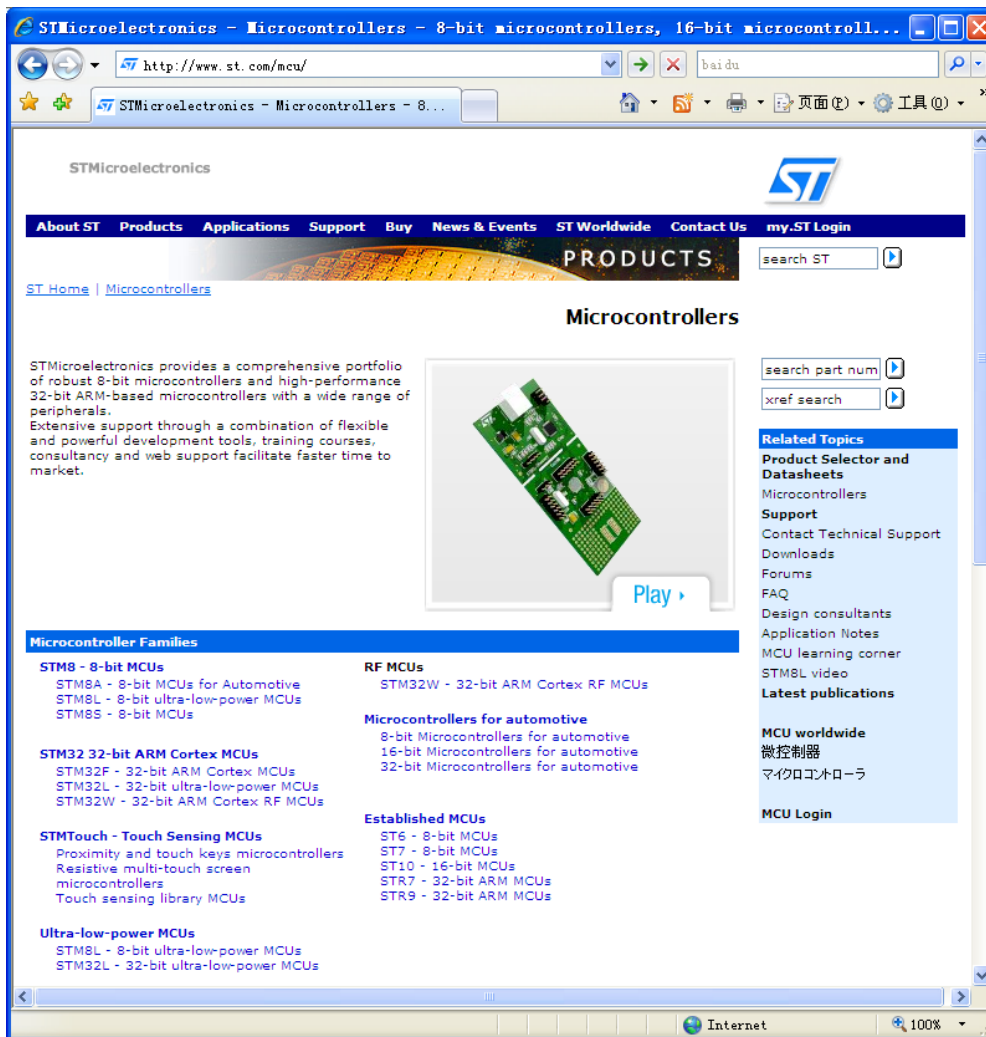 STMicroelectronics - Microcontrollers - 8-bit microcontrollers, 16-bit microcontroll...
http://www.st.com/mcu/
baidu
STMicroelectronics - Microcontrollers - 8...
页面(P)
工具(O)
STMicroelectronics
ST
About ST Products Applications Support Buy News & Events ST Worldwide Contact Us my.ST Login
PRODUCTS
search ST
ST Home | Microcontrollers
Microcontrollers
STMicroelectronics provides a comprehensive portfolio
of robust 8-bit microcontrollers and high-performance
32-bit ARM-based microcontrollers with a wide range of
peripherals.
Extensive support through a combination of flexible
and powerful development tools, training courses,
consultancy and web support facilitate faster time to
market.
ST
Play
search part num
xref search
Related Topics
Product Selector and
Datasheets
Microcontrollers
Support
Contact Technical Support
Downloads
Forums
FAQ
Design consultants
Application Notes
MCU learning corner
STM8L video
Latest publications
MCU worldwide
微控制器
マイクロコントローラ
MCU Login
Microcontroller Families
STM8 - 8-bit MCUs
STM8A - 8-bit MCUs for Automotive
STM8L - 8-bit ultra-low-power MCUs
STM8S - 8-bit MCUs
STM32 32-bit ARM Cortex MCUs
STM32F - 32-bit ARM Cortex MCUs
STM32L - 32-bit ultra-low-power MCUs
STM32W - 32-bit ARM Cortex RF MCUs
STMTouch - Touch Sensing MCUs
Proximity and touch keys microcontrollers
Resistive multi-touch screen
microcontrollers
Touch sensing library MCUs
Ultra-low-power MCUs
STM8L - 8-bit ultra-low-power MCUs
STM32L - 32-bit ultra-low-power MCUs
RF MCUs
STM32W - 32-bit ARM Cortex RF MCUs
Microcontrollers for automotive
8-bit Microcontrollers for automotive
16-bit Microcontrollers for automotive
32-bit Microcontrollers for automotive
Established MCUs
ST6 - 8-bit MCUs
ST7 - 8-bit MCUs
ST10 - 16-bit MCUs
STR7 - 32-bit ARM MCUs
STR9 - 32-bit ARM MCUs
Internet
100%